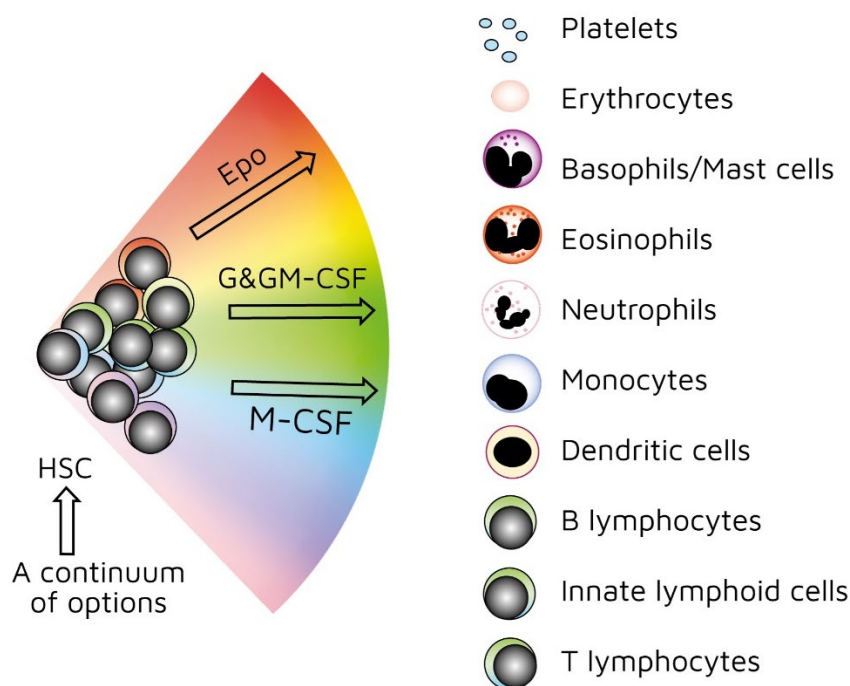 Epo
G&GM-CSF
M-CSF
HSC
A continuum
of options
Platelets
Erythrocytes
Basophils/Mast cells
Eosinophils
Neutrophils
Monocytes
Dendritic cells
B lymphocytes
Innate lymphoid cells
T lymphocytes